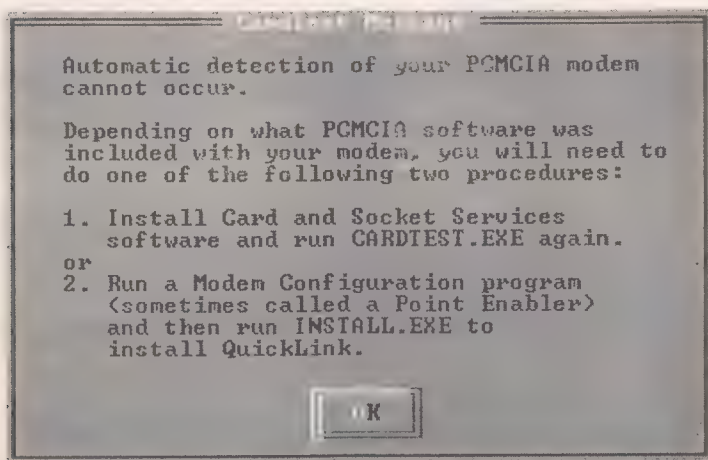 Automatic detection of your PCMCIA modem
cannot occur.
Depending on what PCMCIA software was
included with your modem, you will need to
do one of the following two procedures:
1. Install Card and Socket Services
software and run CARDTEST.EXE again.
or
2. Run a Modem Configuration program
(sometimes called a Point Enabler)
and then run INSTALL.EXE to
install QuickLink.
OK